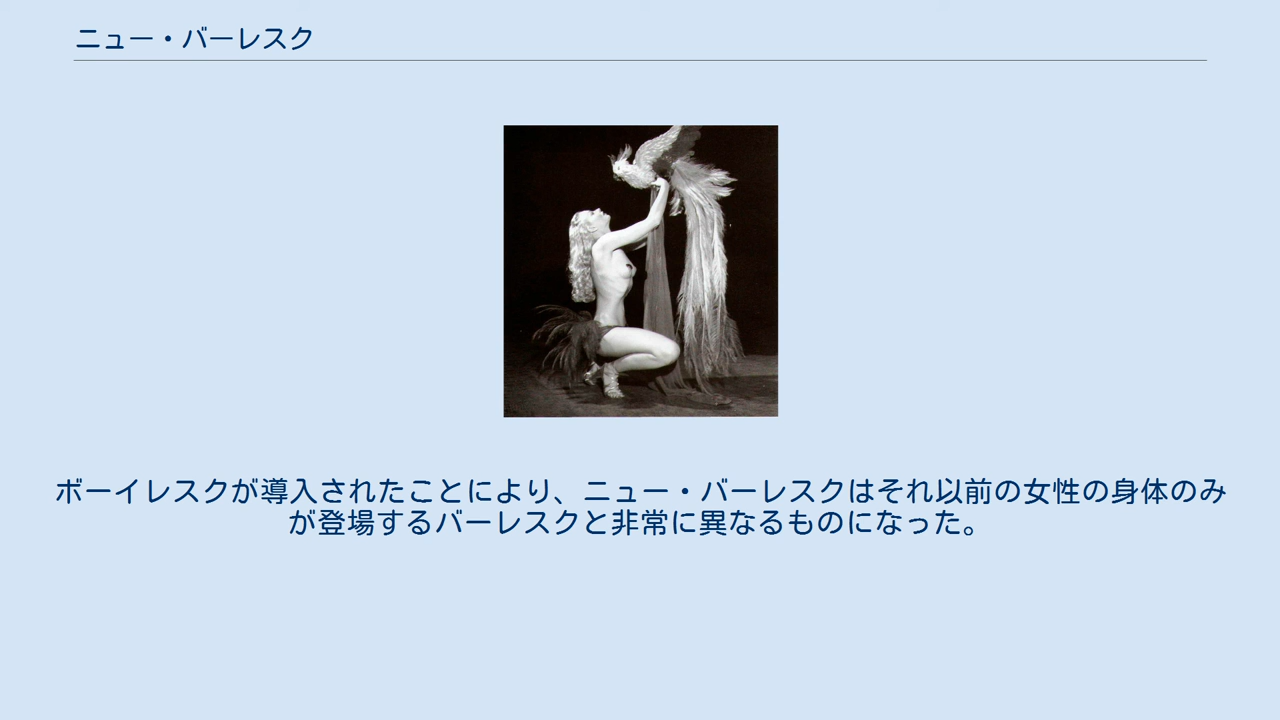 ニュー・バーレスク
ボーイレスクが導入されたことにより、ニュー・バーレスクはそれ以前の女性の身体のみ
が登場するバーレスクと非常に異なるものになった。